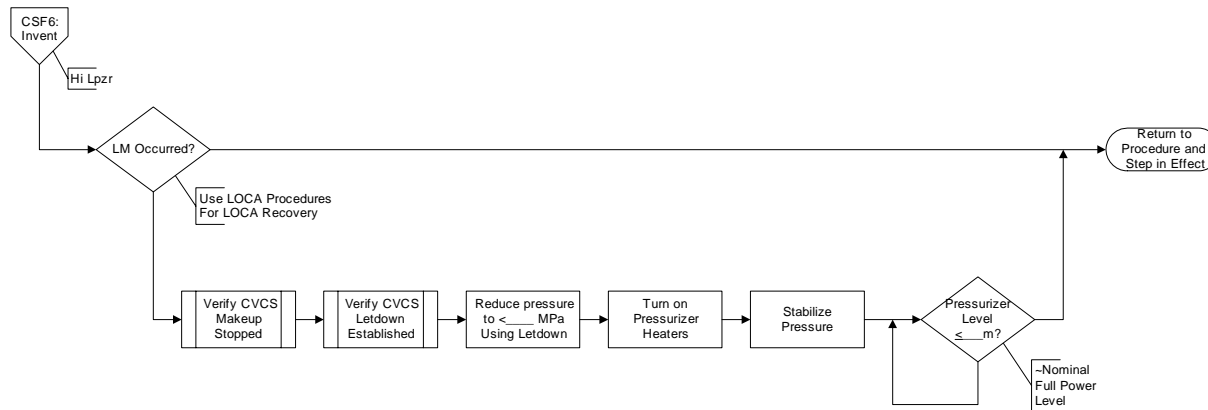 CSF6:
Invent
Hi Lpzr
LM Occurred?
Use LOCA Procedures
For LOCA Recovery
Return to
Procedure and
Step in Effect
Verify CVCS
Makeup
Stopped
Verify CVCS
Letdown
Established
Reduce pressure
to <____ MPa
Using Letdown
Turn on
Pressurizer
Heaters
Stabilize
Pressure
Pressurizer
Level
<___m?
~Nominal
Full Power
Level